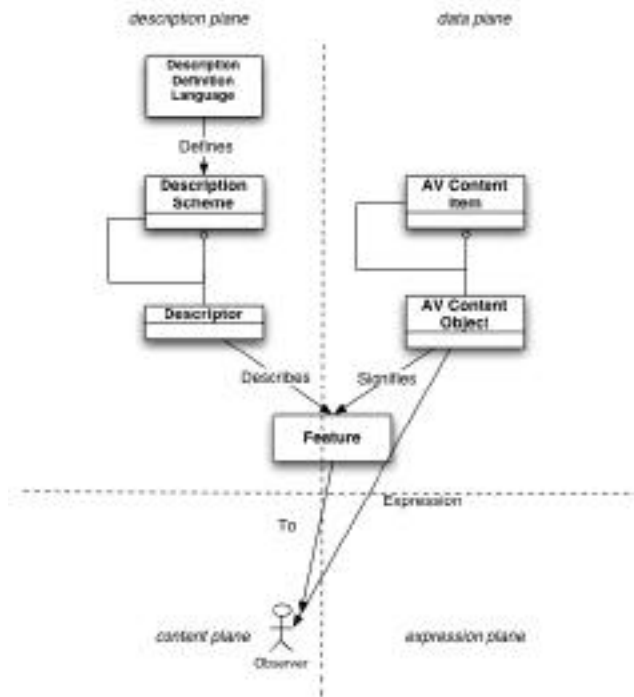 description plane
data plane
Description
Definition
Language
Defines
Description
Scheme
AV Content
Item
Descriptor
AV Content
Object
Describes
Signifies
Feature
Expression
To
content plane
expression plane
Observer